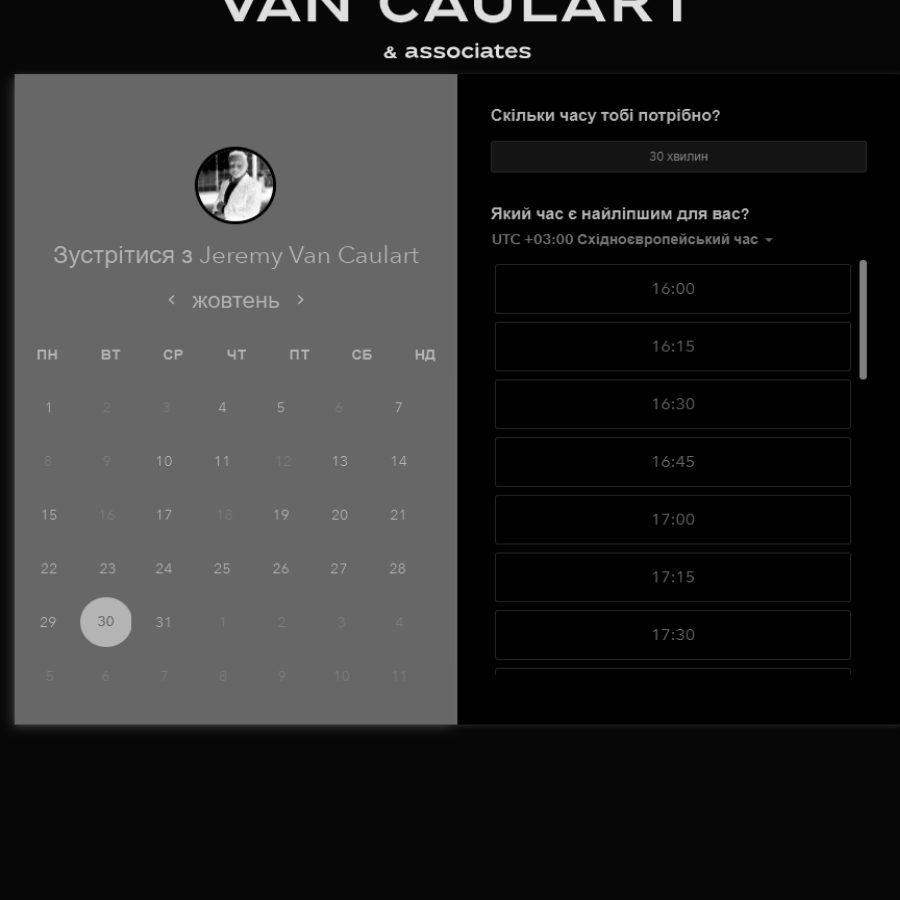 VAN CAULART
& associates
Зустрітися з Jeremy Van Caulart
жовтень
ПН ВТ СР ЧТ ПТ СБ НД
1 2 3 4 5 6 7
8 9 10 11 12 13 14
15 16 17 18 19 20 21
22 23 24 25 26 27 28
29 30 31 1 2 3 4
5 6 7 8 9 10 11
Скільки часу тобі потрібно?
30 хвилин
Який час є найліпшим для вас?
UTC +03:00 Східноєвропейський час
16:00
16:15
16:30
16:45
17:00
17:15
17:30